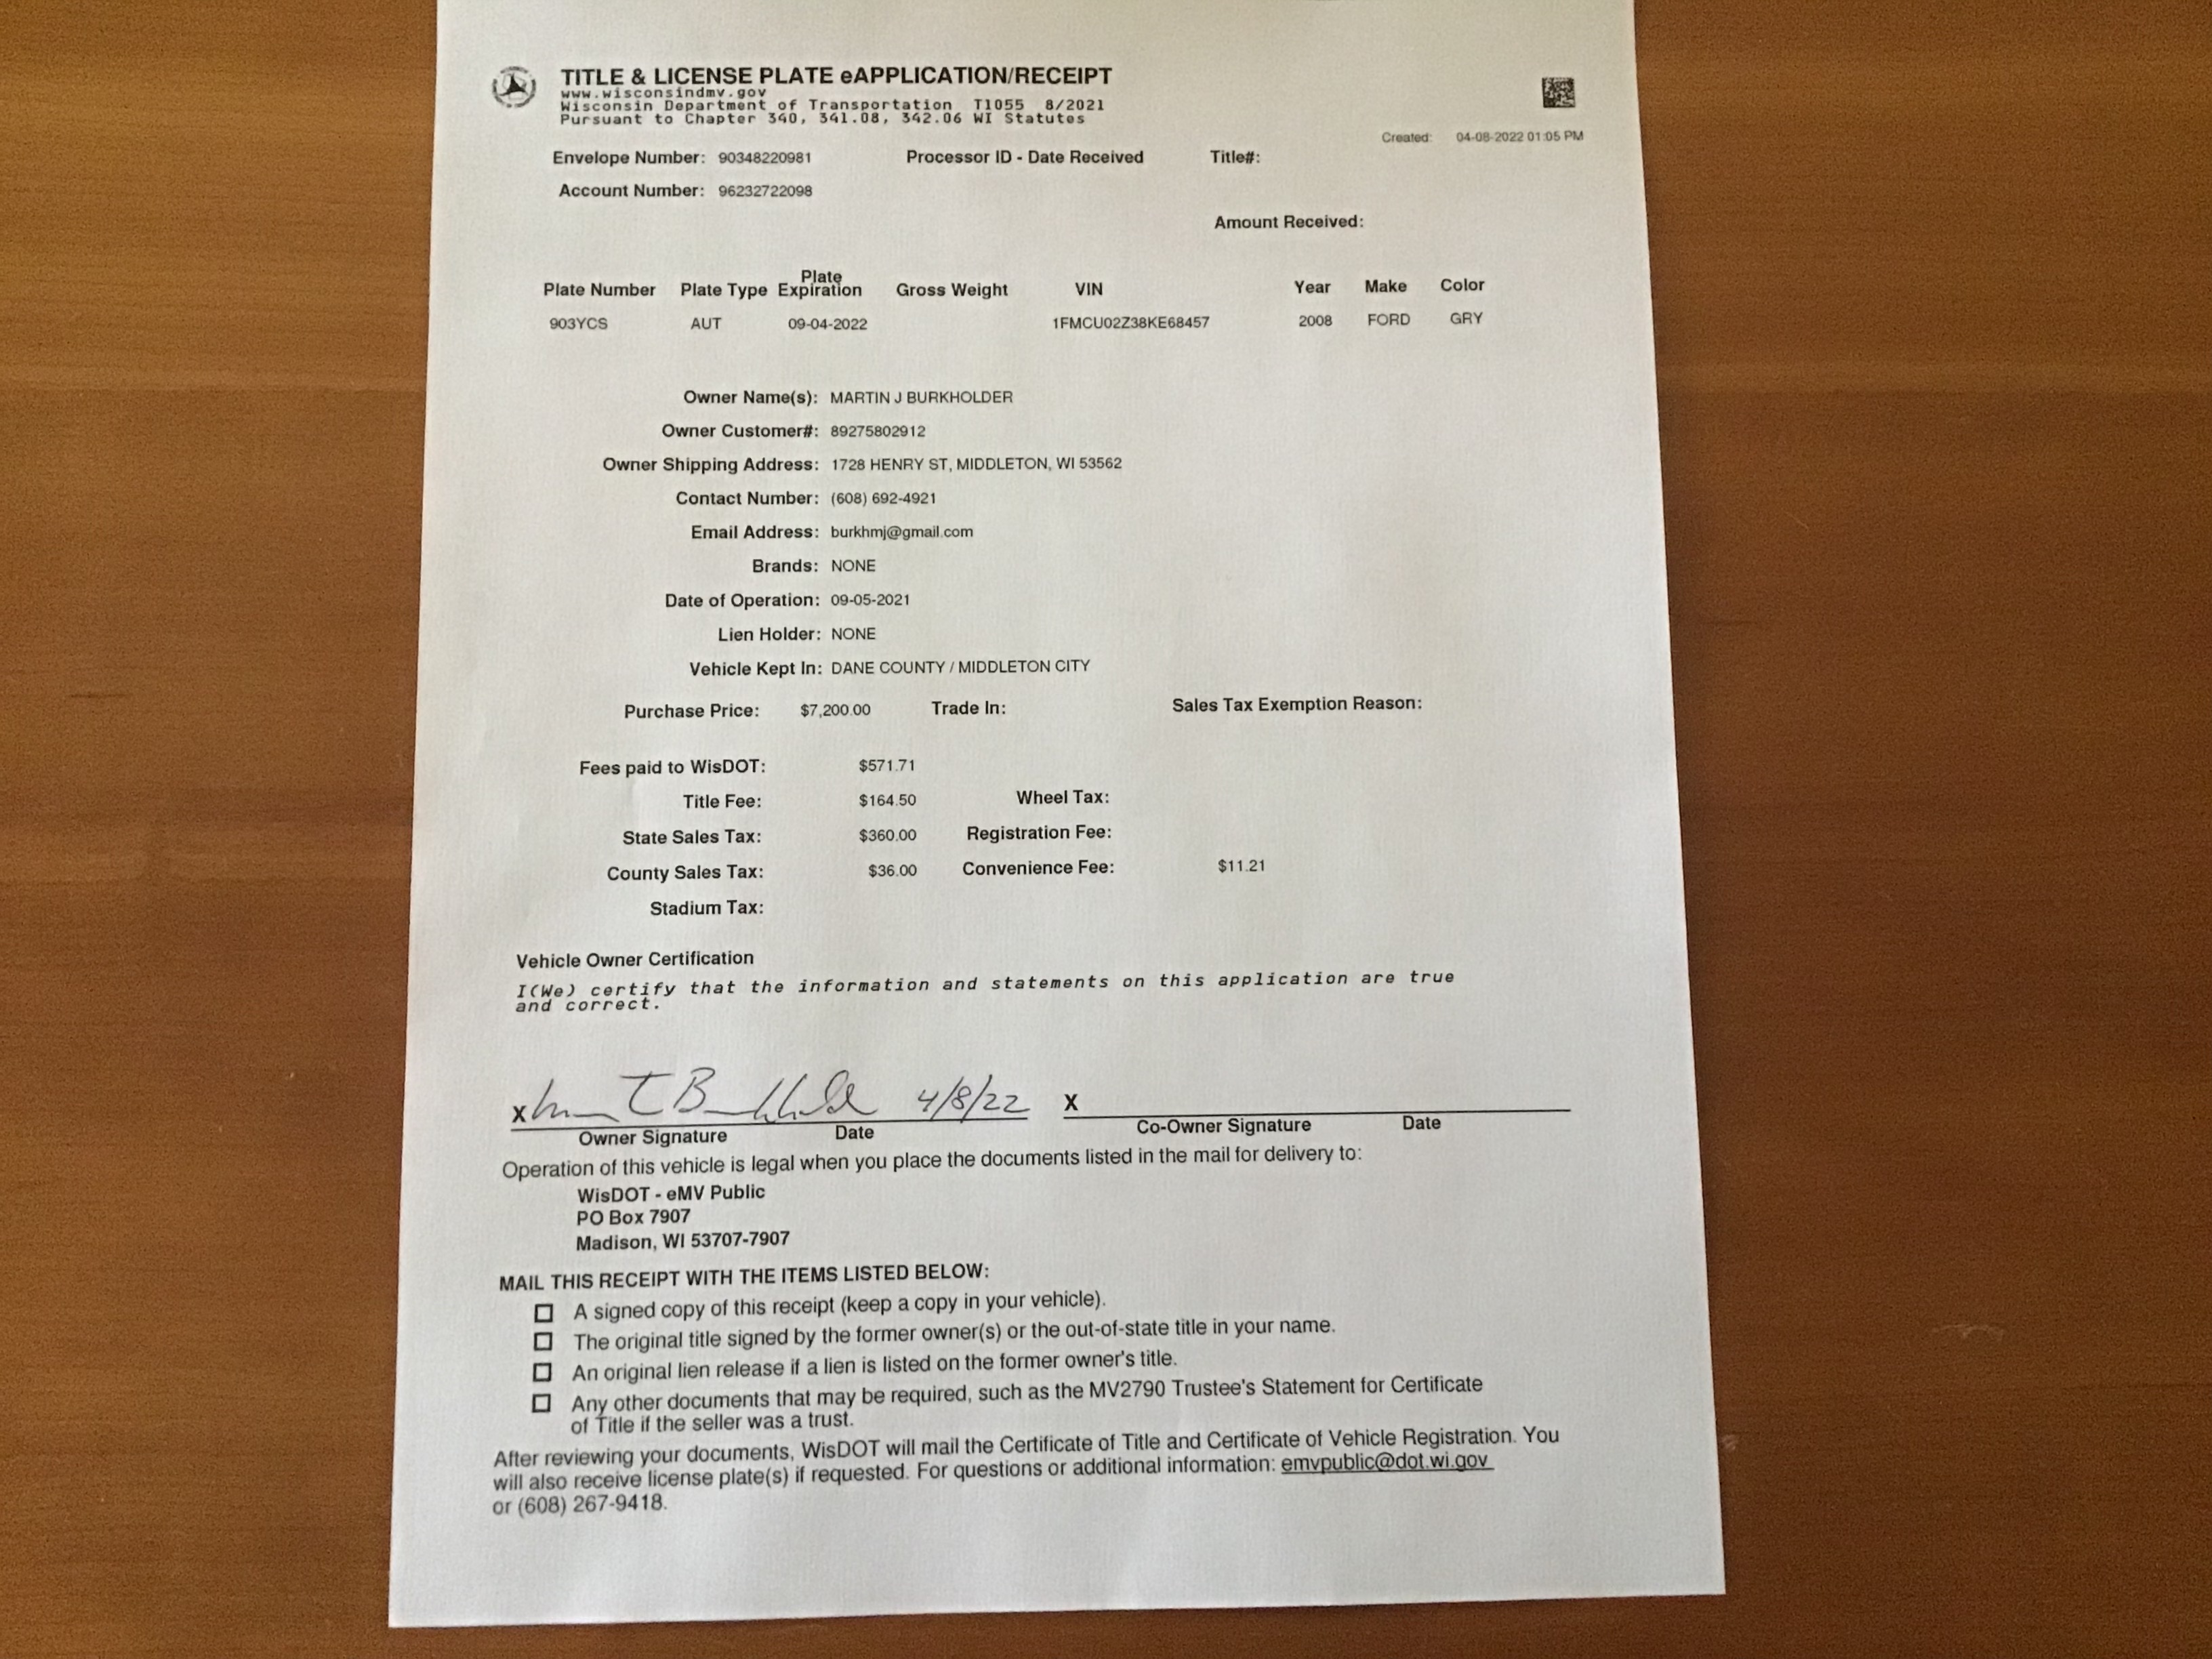 TITLE & LICENSE PLATE eAPPLICATION/RECEIPT
www.wisconsindmv.gov
Wisconsin Department of Transportation T1055 8/2021
Pursuant to Chapter 340, 341.08, 342.06 WI Statutes
Created: 04-08-2022 01:05 PM
Envelope Number: 90348220981 Processor ID - Date Received Title#:
Account Number: 96232722098
Amount Received:
Plate Number Plate Type Plate Expiration Gross Weight VIN Year Make Color
903YCS AUT 09-04-2022 1FMCU02Z38KE68457 2008 FORD GRY
Owner Name(s): MARTIN J BURKHOLDER
Owner Customer#: 89275802912
Owner Shipping Address: 1728 HENRY ST, MIDDLETON, WI 53562
Contact Number: (608) 692-4921
Email Address: burkhmj@gmail.com
Brands: NONE
Date of Operation: 09-05-2021
Lien Holder: NONE
Vehicle Kept In: DANE COUNTY / MIDDLETON CITY
Purchase Price: $7,200.00 Trade In: Sales Tax Exemption Reason:
Fees paid to WisDOT: $571.71
Title Fee: $164.50 Wheel Tax:
State Sales Tax: $360.00 Registration Fee:
County Sales Tax: $36.00 Convenience Fee: $11.21
Stadium Tax:
Vehicle Owner Certification
I(We) certify that the information and statements on this application are true
and correct.
X 4/8/22 X
Owner Signature Date Co-Owner Signature Date
Operation of this vehicle is legal when you place the documents listed in the mail for delivery to:
WisDOT - eMV Public
PO Box 7907
Madison, WI 53707-7907
MAIL THIS RECEIPT WITH THE ITEMS LISTED BELOW:
A signed copy of this receipt (keep a copy in your vehicle).
The original title signed by the former owner(s) or the out-of-state title in your name.
An original lien release if a lien is listed on the former owner's title.
Any other documents that may be required, such as the MV2790 Trustee's Statement for Certificate
of Title if the seller was a trust.
After reviewing your documents, WisDOT will mail the Certificate of Title and Certificate of Vehicle Registration. You
will also receive license plate(s) if requested. For questions or additional information: emvpublic@dot.wi.gov
or (608) 267-9418.